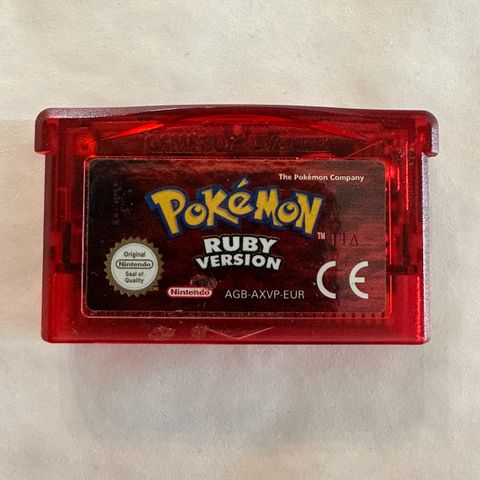 GAME BOY ADVANCE
The Pokémon Company
POKéMON
™ 11A
RUBY
VERSION
Original
Nintendo
Seal of
Quality
Nintendo
AGB-AXVP-EUR
CE